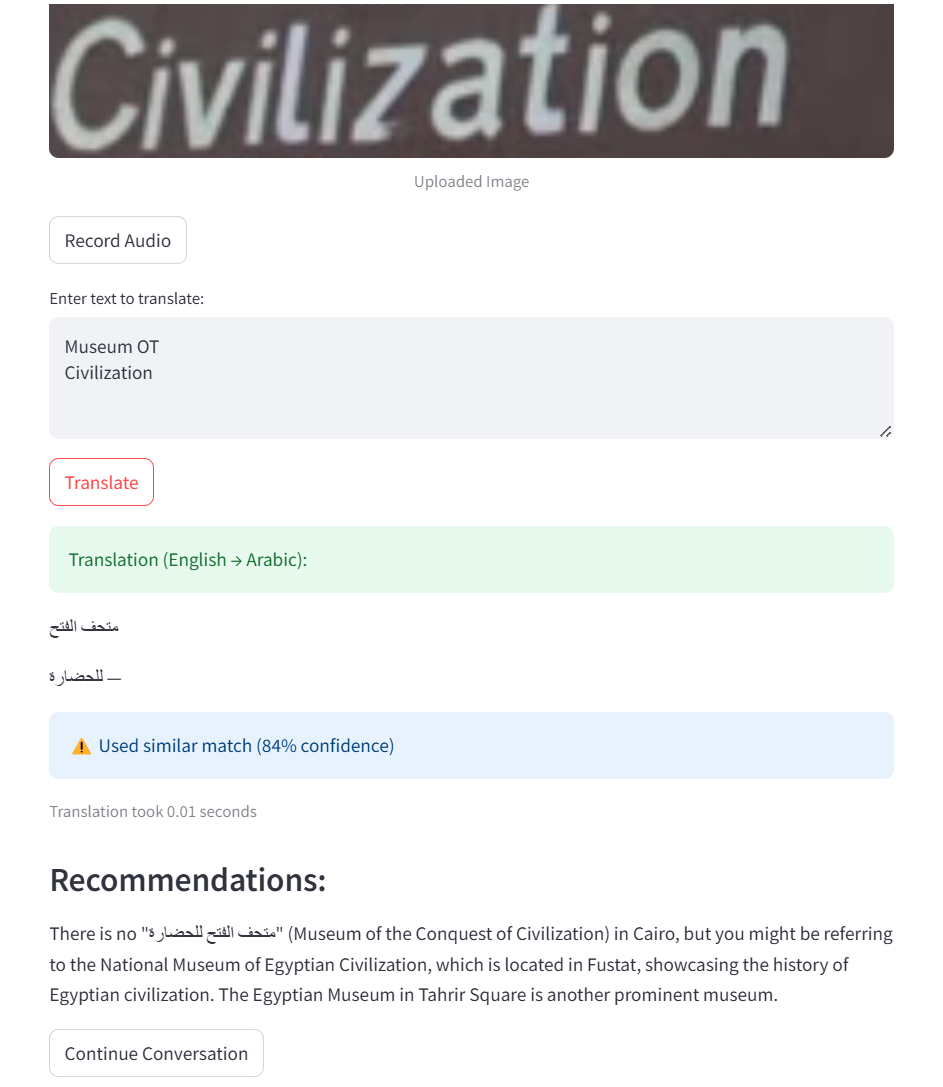 Civilization
Uploaded Image
Record Audio
Enter text to translate:
Museum OT
Civilization
Translate
Translation (English → Arabic):
متحف الفتح
— للحضارة
⚠️ Used similar match (84% confidence)
Translation took 0.01 seconds
Recommendations:
There is no "متحف الفتح للحضارة" (Museum of the Conquest of Civilization) in Cairo, but you might be referring
to the National Museum of Egyptian Civilization, which is located in Fustat, showcasing the history of
Egyptian civilization. The Egyptian Museum in Tahrir Square is another prominent museum.
Continue Conversation